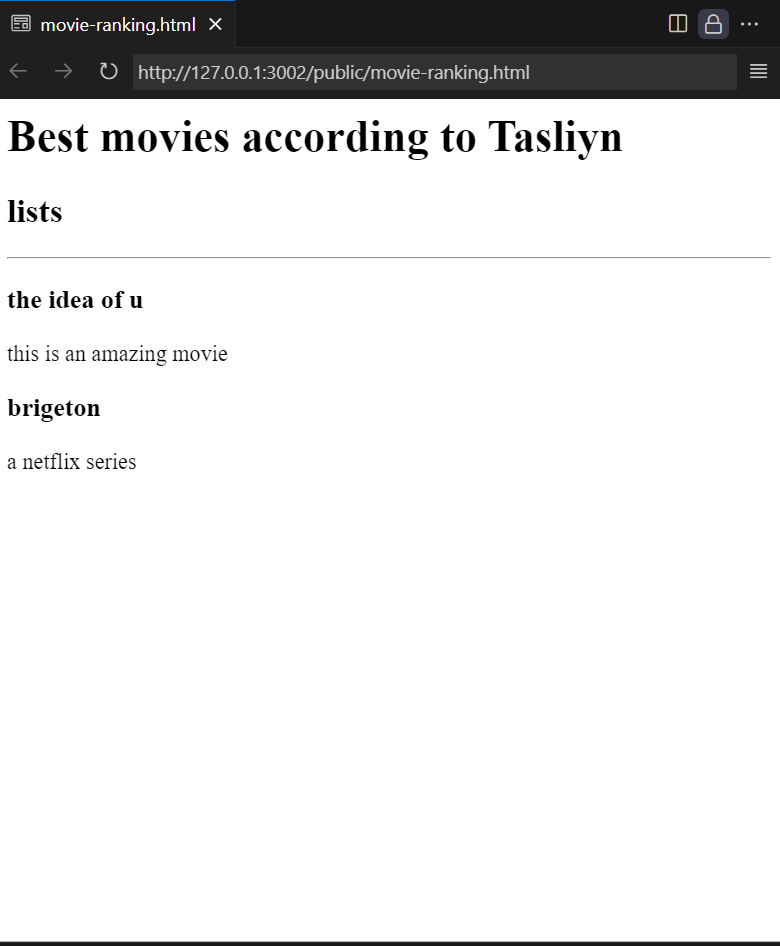 movie-ranking.html
http://127.0.0.1:3002/public/movie-ranking.html
Best movies according to Tasliyn
lists
the idea of u
this is an amazing movie
brigeton
a netflix series